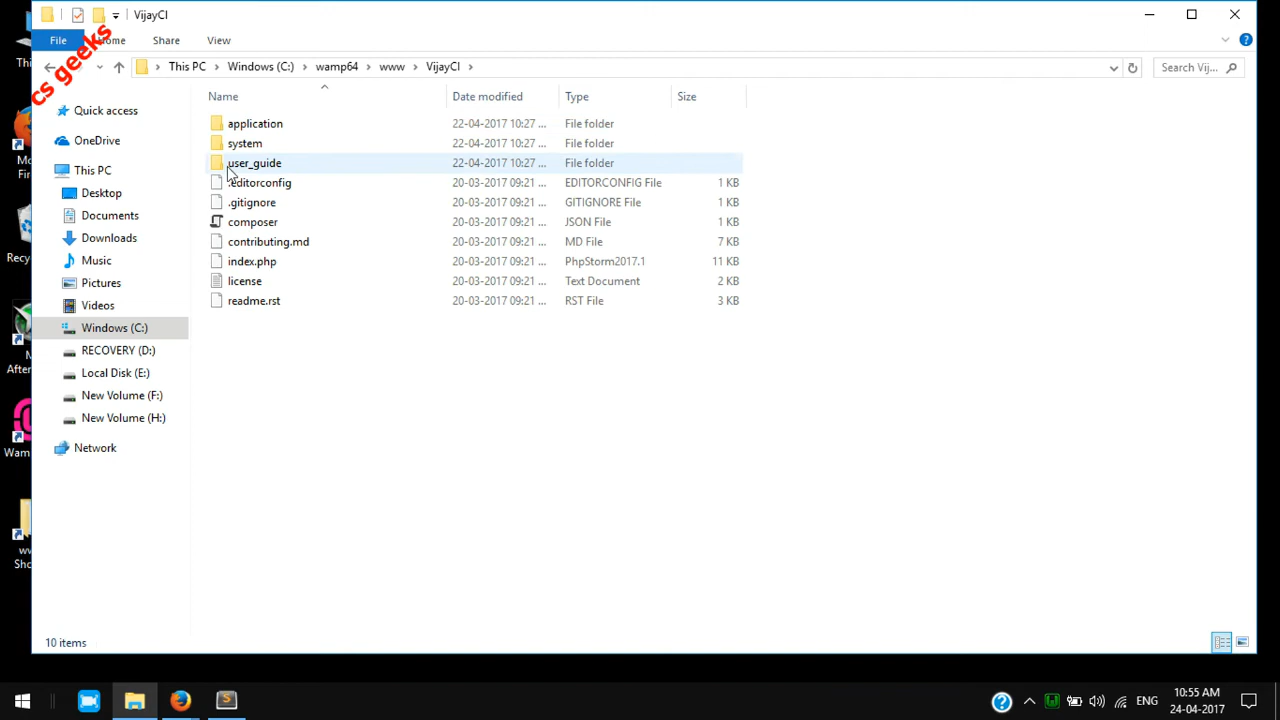 VijayCI
File Home Share View
cs geeks
This PC Windows (C:) wamp64 www VijayCI Search Vij...
Name Date modified Type Size
Quick access
OneDrive
This PC
Desktop
Documents
Downloads
Music
Pictures
Videos
Windows (C:)
RECOVERY (D:)
Local Disk (E:)
New Volume (F:)
New Volume (H:)
Network
application 22-04-2017 10:27 ... File folder
system 22-04-2017 10:27 ... File folder
user_guide 22-04-2017 10:27 ... File folder
.editorconfig 20-03-2017 09:21 ... EDITORCONFIG File 1 KB
.gitignore 20-03-2017 09:21 ... GITIGNORE File 1 KB
composer 20-03-2017 09:21 ... JSON File 1 KB
contributing.md 20-03-2017 09:21 ... MD File 7 KB
index.php 20-03-2017 09:21 ... PhpStorm2017.1 11 KB
license 20-03-2017 09:21 ... Text Document 2 KB
readme.rst 20-03-2017 09:21 ... RST File 3 KB
10 items
ENG
10:55 AM
24-04-2017